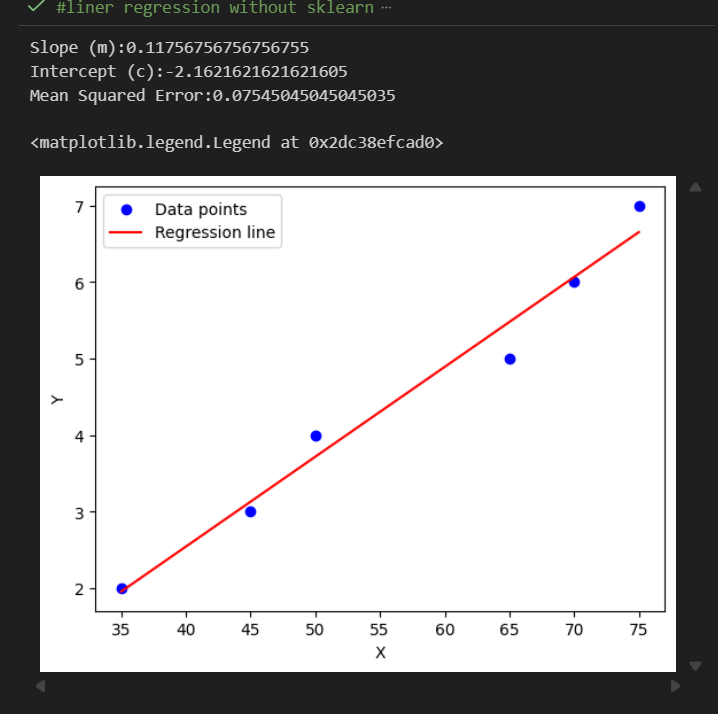 #liner regression without sklearn ...
Slope (m):0.11756756756756755
Intercept (c):-2.1621621621621605
Mean Squared Error:0.07545045045045035
<matplotlib.legend.Legend at 0x2dc38efcad0>
Data points
Regression line
7
6
5
4
3
2
Y
35 40 45 50 55 60 65 70 75
X